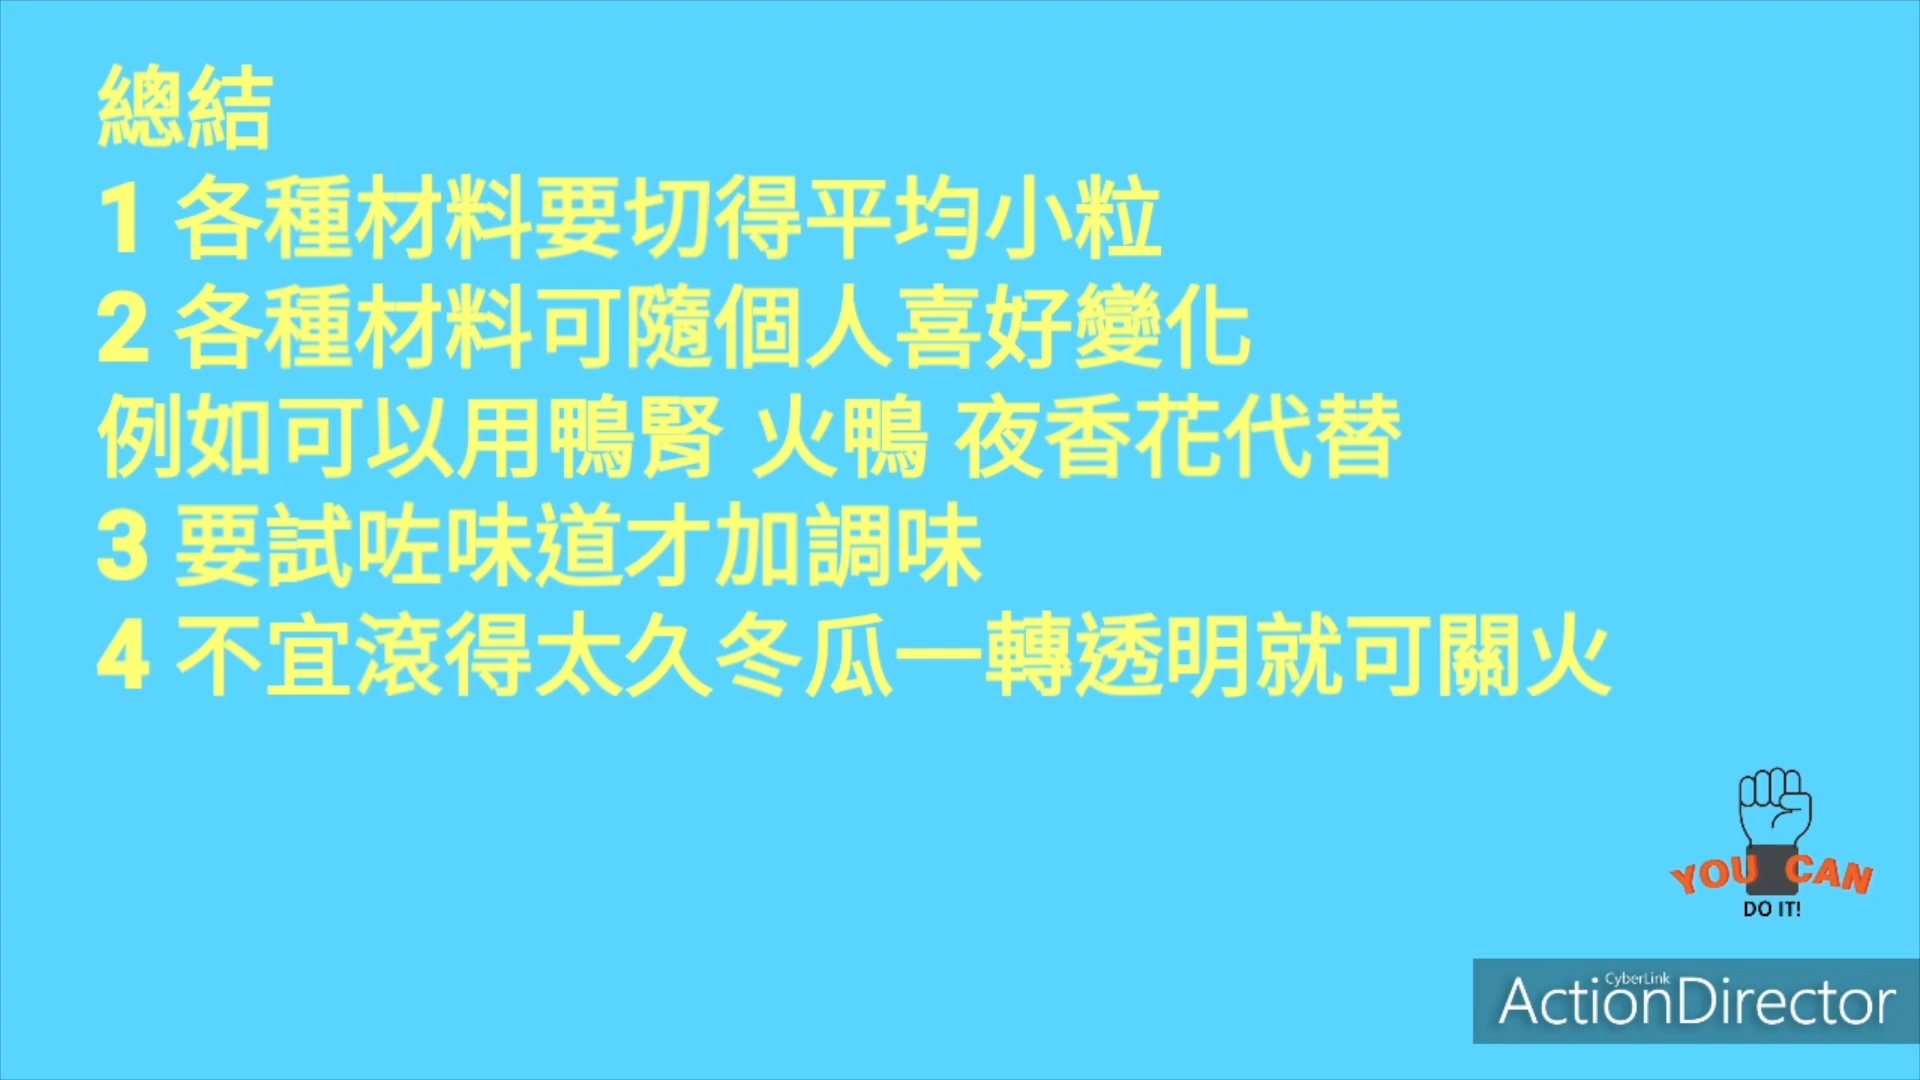 總結
1 各種材料要切得平均小粒
2 各種材料可隨個人喜好變化
例如可以用鴨腎 火鴨 夜香花代替
3 要試咗味道才加調味
4 不宜滾得太久冬瓜一轉透明就可關火
YOU CAN
DO IT!
CyberLink
ActionDirector